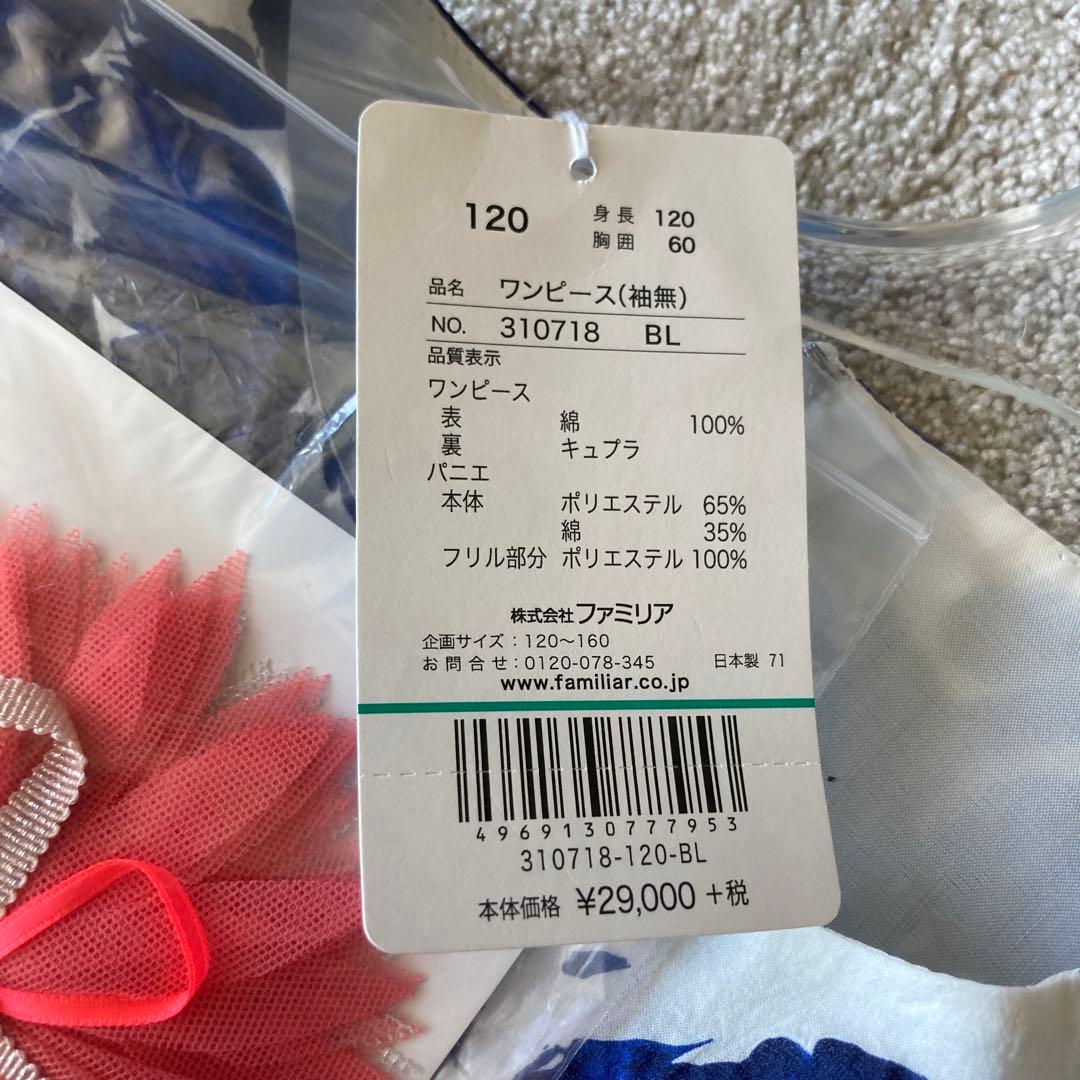 120 身長 120
胸囲 60
品名 ワンピース(袖無)
NO. 310718 BL
品質表示
ワンピース
表 綿 100%
裏 キュプラ
パニエ
本体 ポリエステル 65%
綿 35%
フリル部分 ポリエステル 100%
株式会社ファミリア
企画サイズ：120～160
お問合せ：0120-078-345 日本製 71
www.familiar.co.jp
4969130777953
310718-120-BL
本体価格 ¥29,000 +税